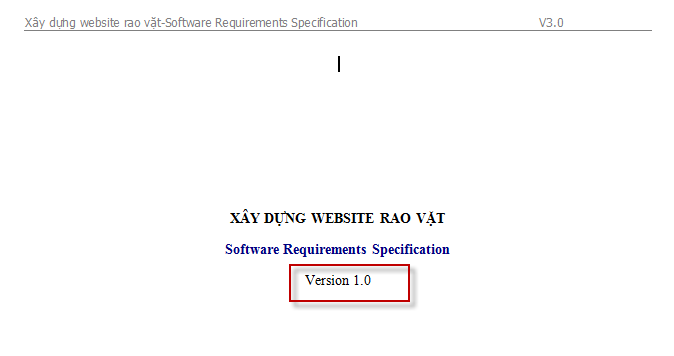 Xây dựng website rao vặt-Software Requirements Specification V3.0
XÂY DỰNG WEBSITE RAO VẶT
Software Requirements Specification
Version 1.0